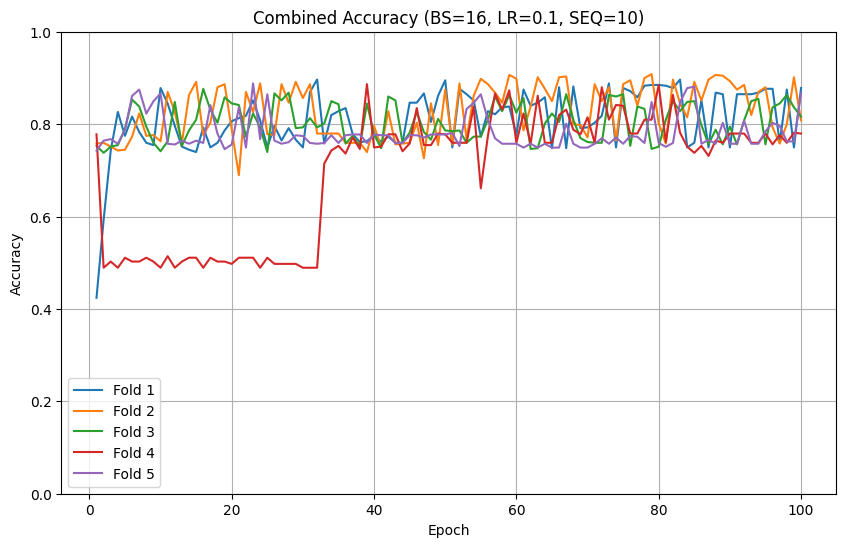 Combined Accuracy (BS=16, LR=0.1, SEQ=10)
Accuracy
1.0
0.8
0.6
0.4
0.2
0.0
Fold 1
Fold 2
Fold 3
Fold 4
Fold 5
0 20 40 60 80 100
Epoch